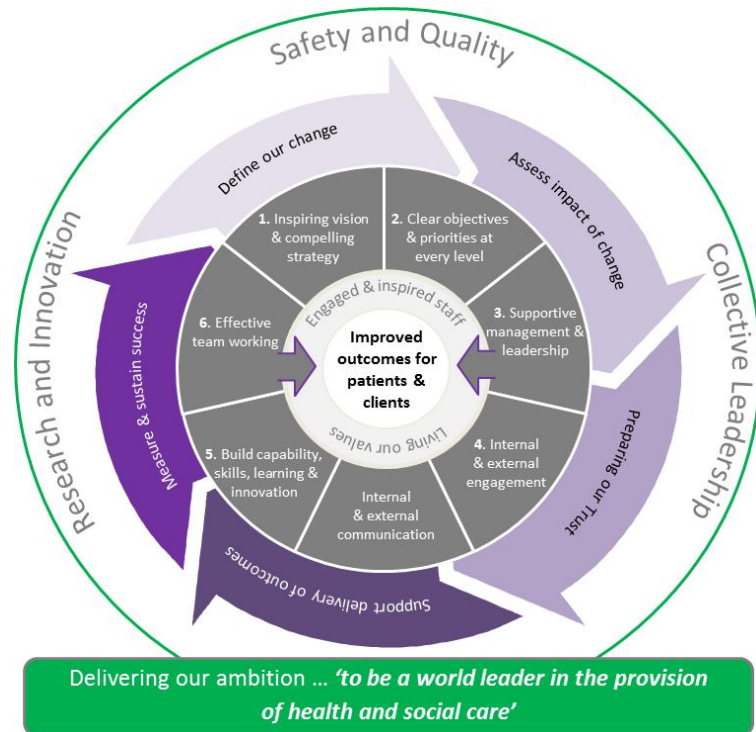 Safety and Quality
Collective Leadership
Research and Innovation
Define our change
Assess impact of change
Preparing our Trust
Support delivery of outcomes
Measure & sustain success
1. Inspiring vision
& compelling
strategy
2. Clear objectives
& priorities at
every level
3. Supportive
management &
leadership
4. Internal
& external
engagement
Internal
& external
communication
5. Build capability,
skills, learning &
innovation
6. Effective
team working
Engaged & inspired staff
Improved
outcomes for
patients &
clients
Living our values
Delivering our ambition … ‘to be a world leader in the provision
of health and social care’